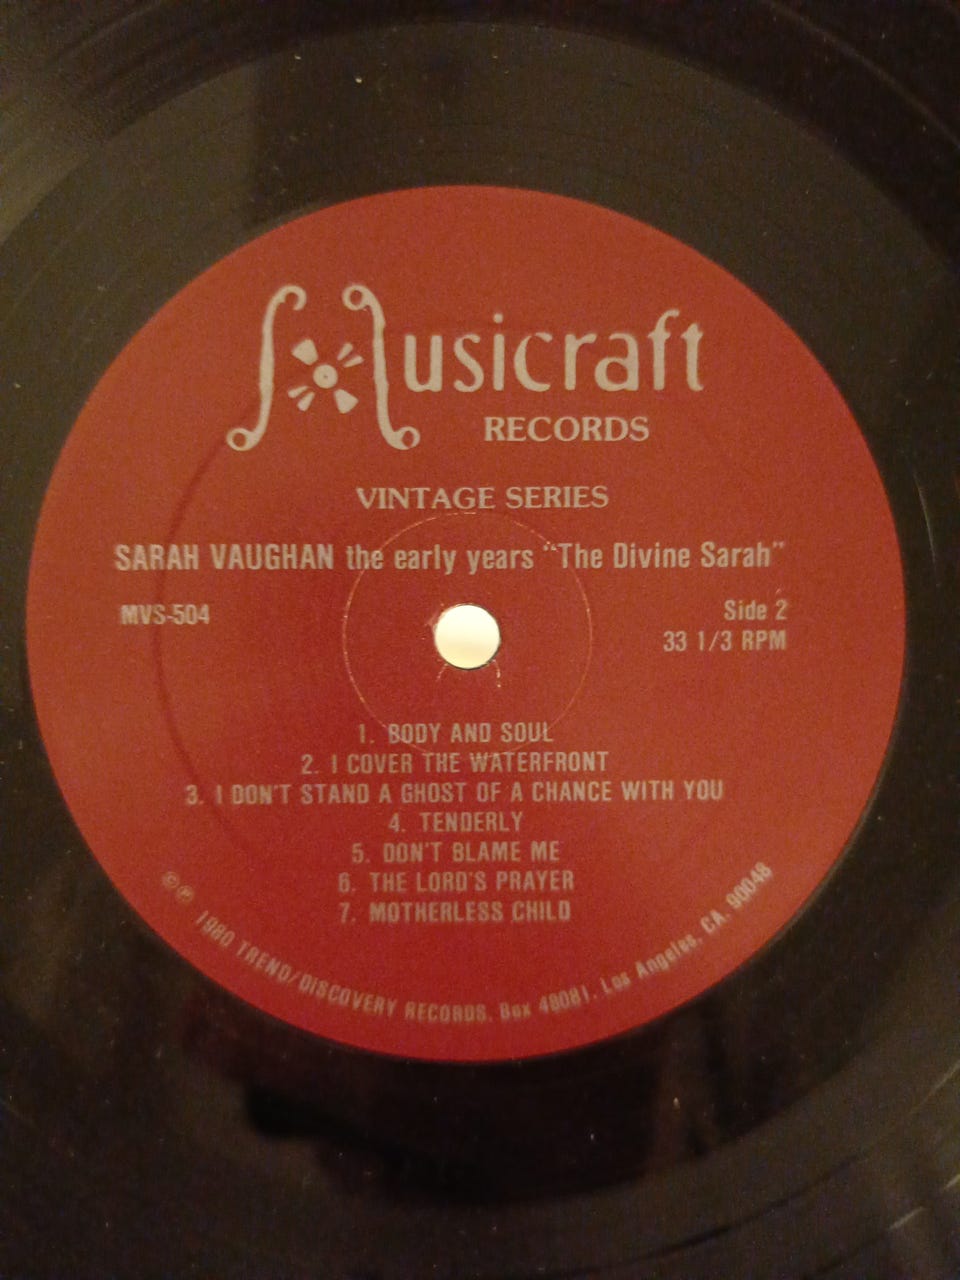 Musicraft
RECORDS
VINTAGE SERIES
SARAH VAUGHAN the early years "The Divine Sarah"
MVS-504
Side 2
33 1/3 RPM
1. BODY AND SOUL
2. I COVER THE WATERFRONT
3. I DON'T STAND A GHOST OF A CHANCE WITH YOU
4. TENDERLY
5. DON'T BLAME ME
6. THE LORD'S PRAYER
7. MOTHERLESS CHILD
©℗ 1980 TREND/DISCOVERY RECORDS, Box 48081, Los Angeles, CA. 90048